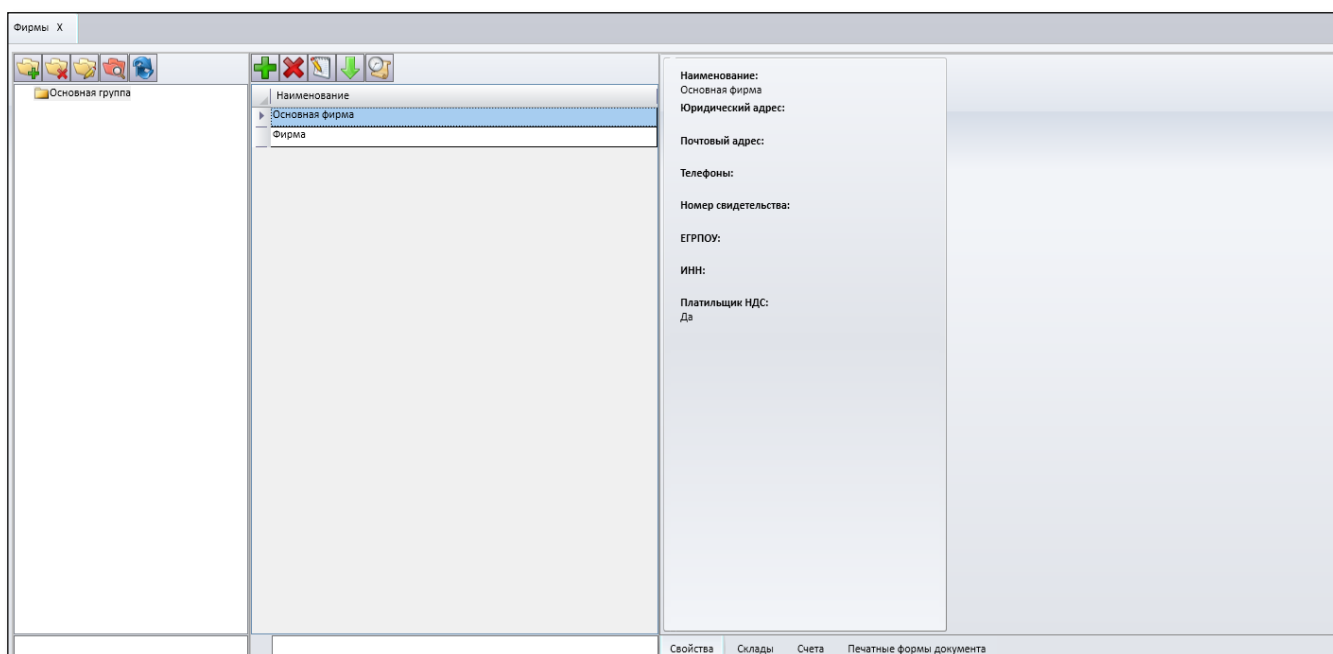 Фирмы X
Основная группа
Наименование
Основная фирма
Фирма
Наименование:
Основная фирма
Юридический адрес:
Почтовый адрес:
Телефоны:
Номер свидетельства:
ЕГРПОУ:
ИНН:
Платильщик НДС:
Да
Свойства Склады Счета Печатные формы документа